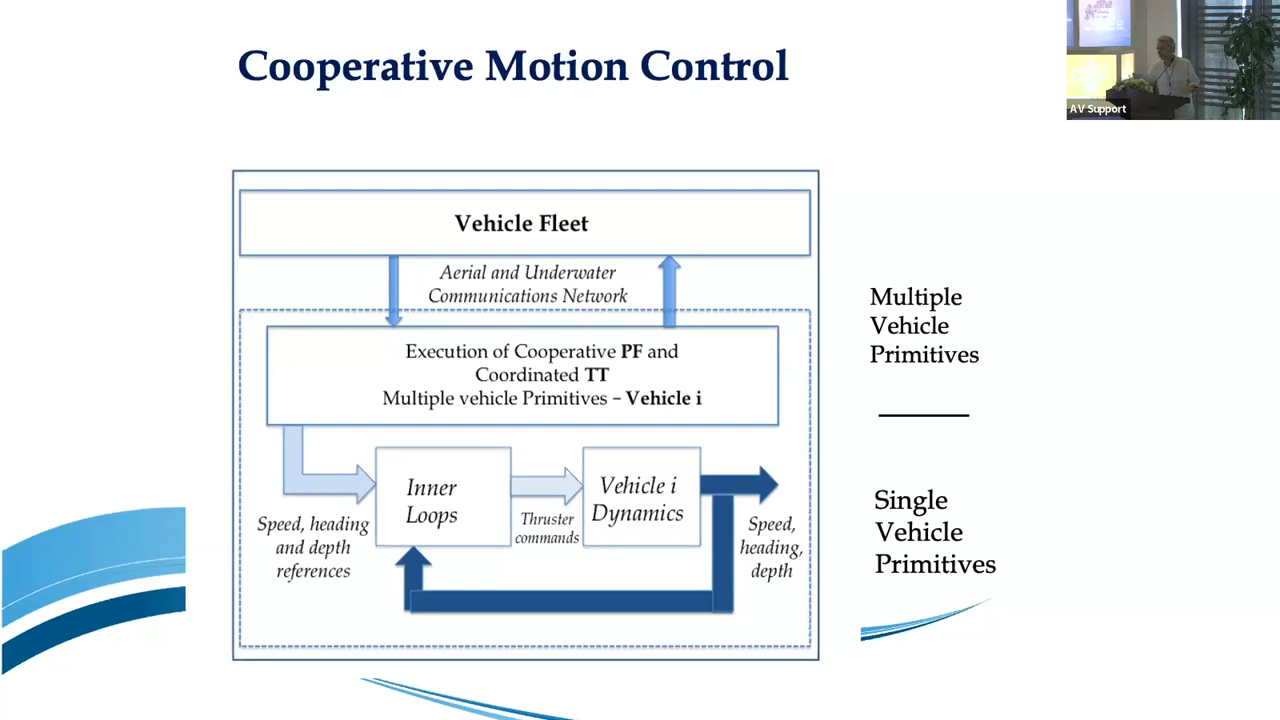 Cooperative Motion Control
AV Support
Vehicle Fleet
Aerial and Underwater
Communications Network
Execution of Cooperative PF and
Coordinated TT
Multiple vehicle Primitives – Vehicle i
Inner
Loops
Vehicle i
Dynamics
Speed, heading
and depth
references
Thruster
commands
Speed,
heading,
depth
Multiple
Vehicle
Primitives
Single
Vehicle
Primitives